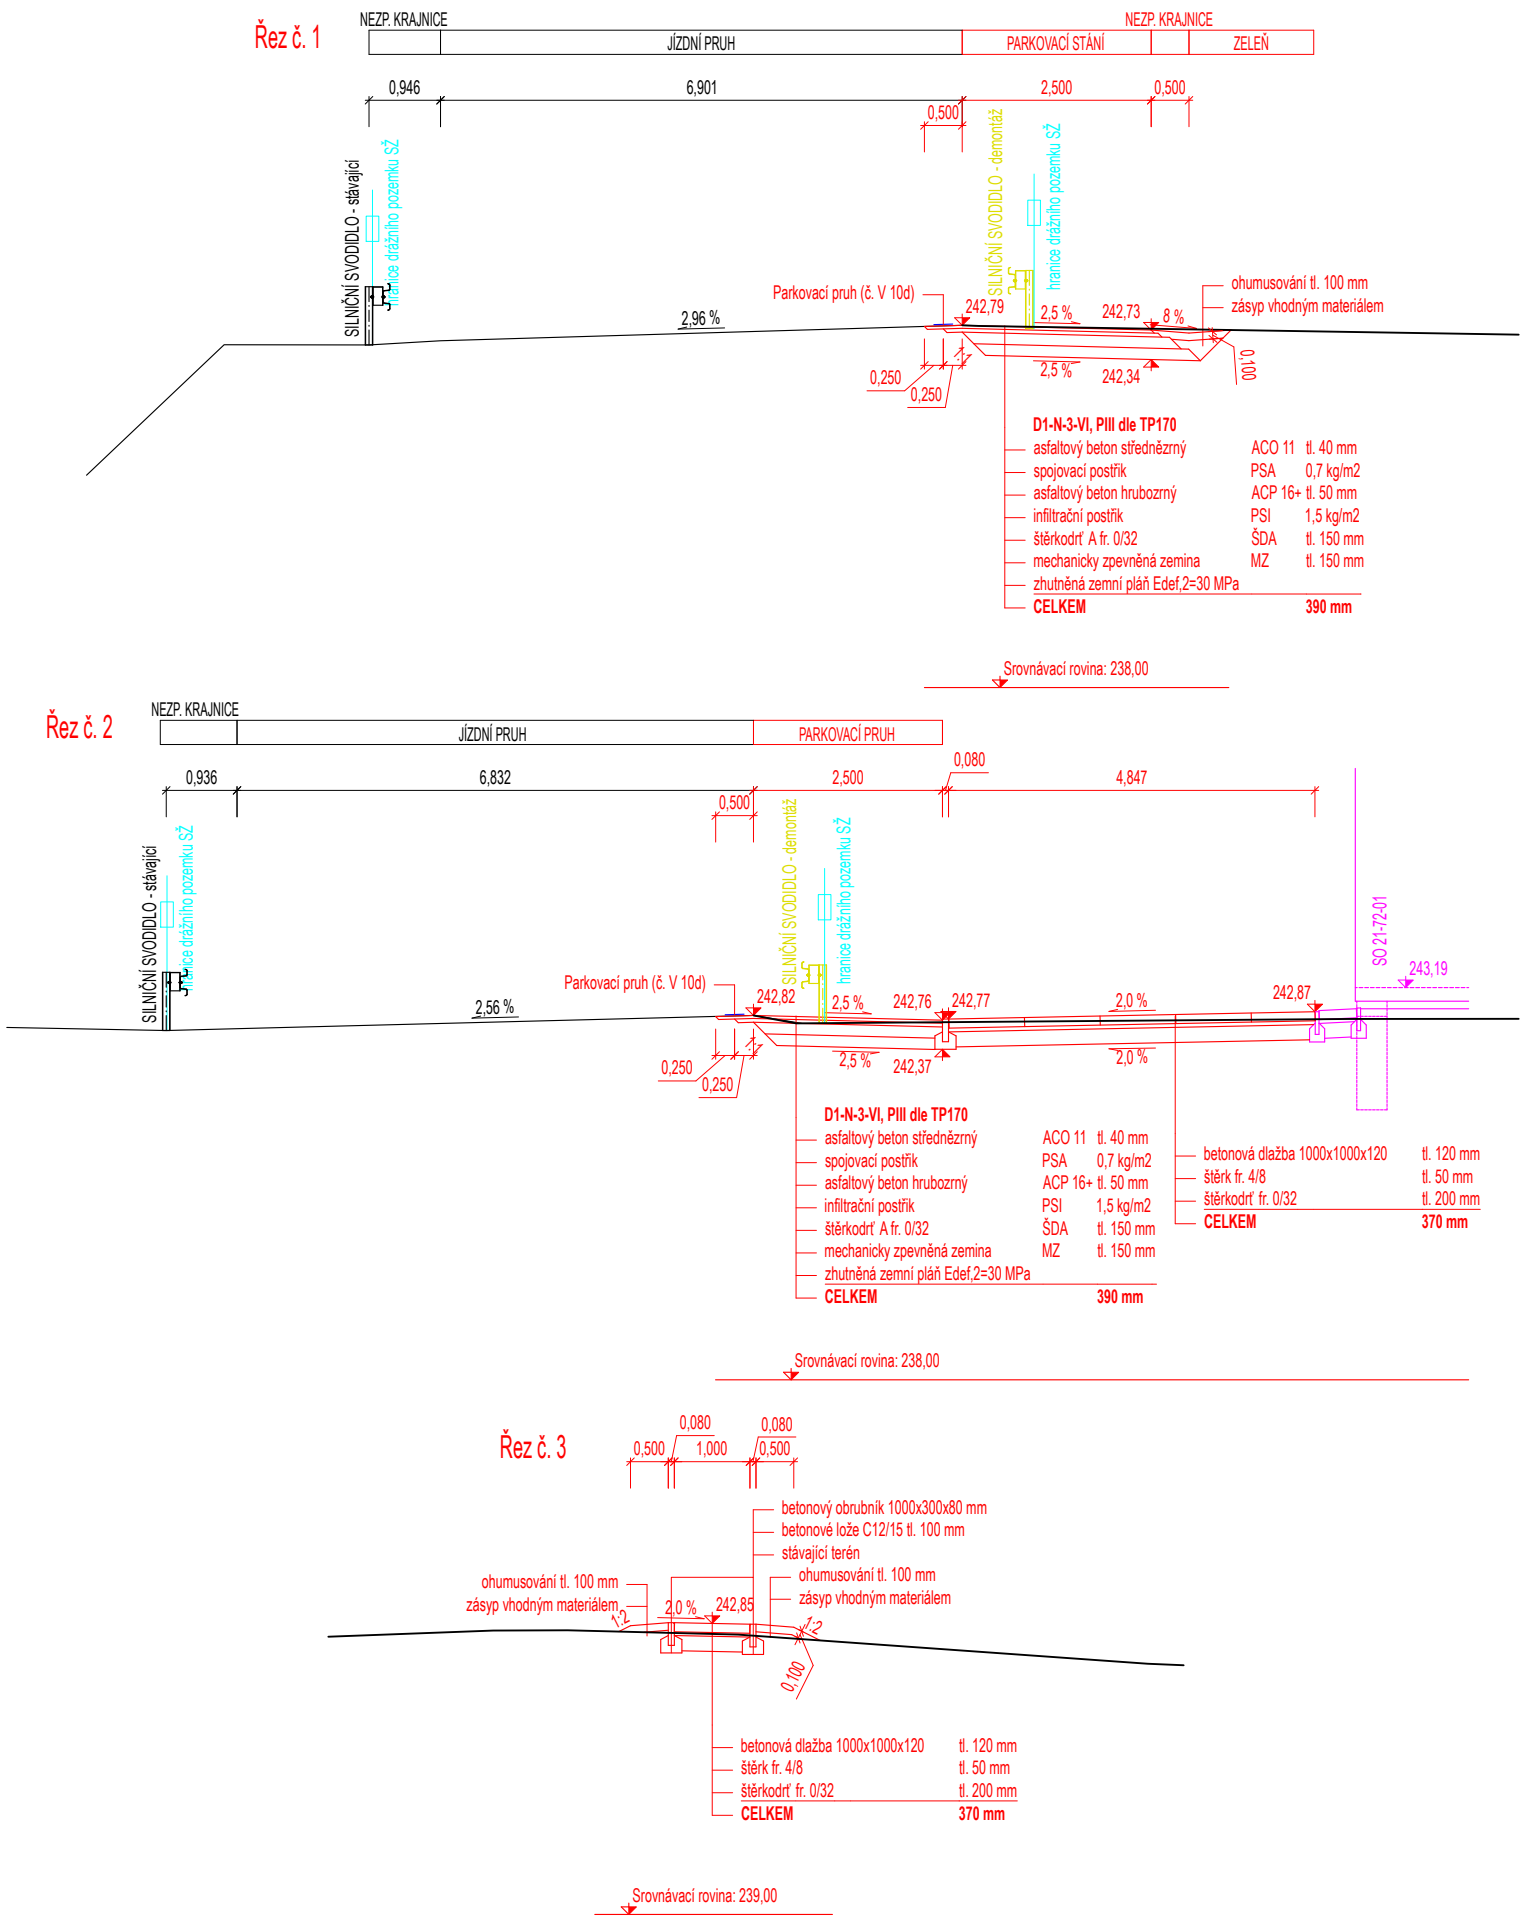 Řez č. 1
NEZP. KRAJNICE
NEZP. KRAJNICE
JÍZDNÍ PRUH
PARKOVACÍ STÁNÍ
ZELEŇ
0,946
6,901
2,500
0,500
0,500
SILNIČNÍ SVODIDLO - stávající
hranice drážního pozemku SŽ
SILNIČNÍ SVODIDLO - demontáž
hranice drážního pozemku SŽ
Parkovací pruh (č. V 10d)
242,79
2,5 %
242,73
8 %
ohumusování tl. 100 mm
zásyp vhodným materiálem
2,96 %
1:1
2,5 %
242,34
0,100
0,250
0,250
D1-N-3-VI, PIII dle TP170
asfaltový beton střednězrný ACO 11 tl. 40 mm
spojovací postřik PSA 0,7 kg/m2
asfaltový beton hrubozrný ACP 16+ tl. 50 mm
infiltrační postřik PSI 1,5 kg/m2
štěrkodrť A fr. 0/32 ŠDA tl. 150 mm
mechanicky zpevněná zemina MZ tl. 150 mm
zhutněná zemní pláň Edef,2=30 MPa
CELKEM 390 mm
Srovnávací rovina: 238,00
Řez č. 2
NEZP. KRAJNICE
JÍZDNÍ PRUH
PARKOVACÍ PRUH
0,936
6,832
2,500
0,080
4,847
0,500
SILNIČNÍ SVODIDLO - stávající
hranice drážního pozemku SŽ
SILNIČNÍ SVODIDLO - demontáž
hranice drážního pozemku SŽ
SO 21-72-01
243,19
Parkovací pruh (č. V 10d)
242,82
2,5 %
242,76
242,77
2,0 %
242,87
2,56 %
1:1
2,5 %
242,37
2,0 %
0,250
0,250
D1-N-3-VI, PIII dle TP170
asfaltový beton střednězrný ACO 11 tl. 40 mm
spojovací postřik PSA 0,7 kg/m2
asfaltový beton hrubozrný ACP 16+ tl. 50 mm
infiltrační postřik PSI 1,5 kg/m2
štěrkodrť A fr. 0/32 ŠDA tl. 150 mm
mechanicky zpevněná zemina MZ tl. 150 mm
zhutněná zemní pláň Edef,2=30 MPa
CELKEM 390 mm
betonová dlažba 1000x1000x120 tl. 120 mm
štěrk fr. 4/8 tl. 50 mm
štěrkodrť fr. 0/32 tl. 200 mm
CELKEM 370 mm
Srovnávací rovina: 238,00
Řez č. 3
0,080
0,080
0,500
1,000
0,500
betonový obrubník 1000x300x80 mm
betonové lože C12/15 tl. 100 mm
stávající terén
ohumusování tl. 100 mm
zásyp vhodným materiálem
ohumusování tl. 100 mm
zásyp vhodným materiálem
1:2
2,0 %
242,85
1:2
0,100
betonová dlažba 1000x1000x120 tl. 120 mm
štěrk fr. 4/8 tl. 50 mm
štěrkodrť fr. 0/32 tl. 200 mm
CELKEM 370 mm
Srovnávací rovina: 239,00